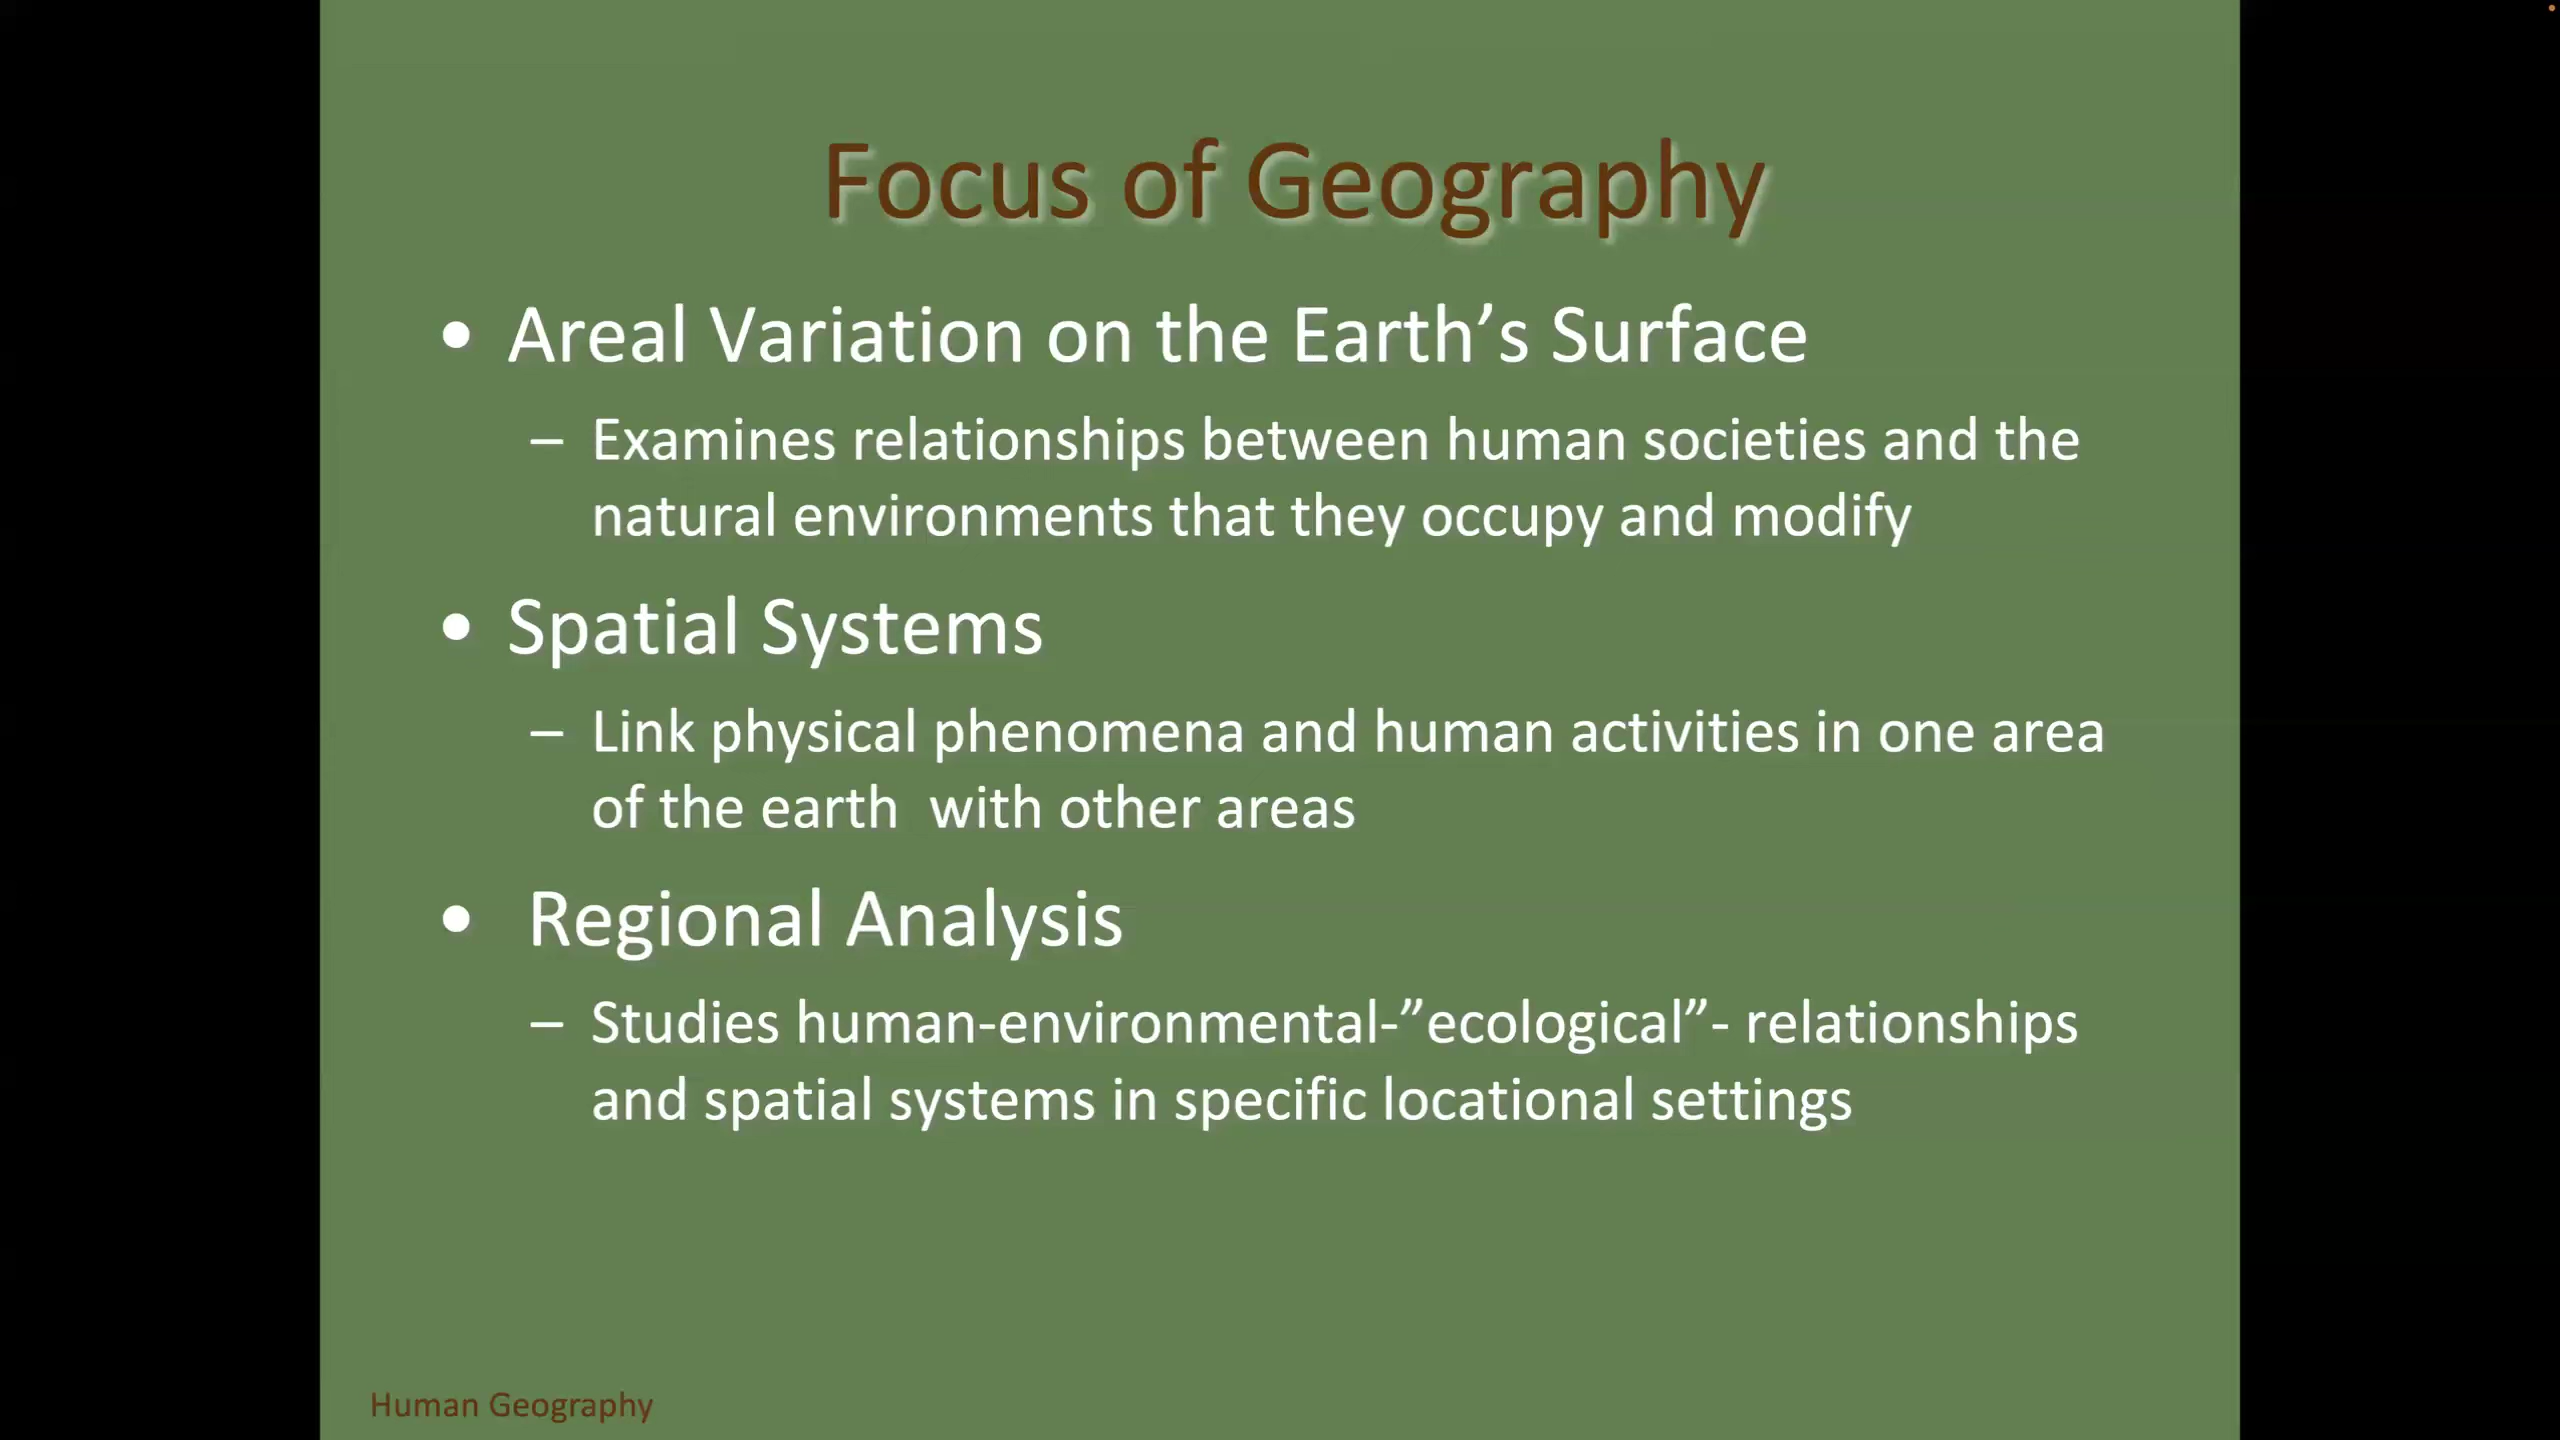 Focus of Geography
• Areal Variation on the Earth’s Surface
– Examines relationships between human societies and the
natural environments that they occupy and modify
• Spatial Systems
– Link physical phenomena and human activities in one area
of the earth  with other areas
• Regional Analysis
– Studies human-environmental-”ecological”- relationships
and spatial systems in specific locational settings
Human Geography